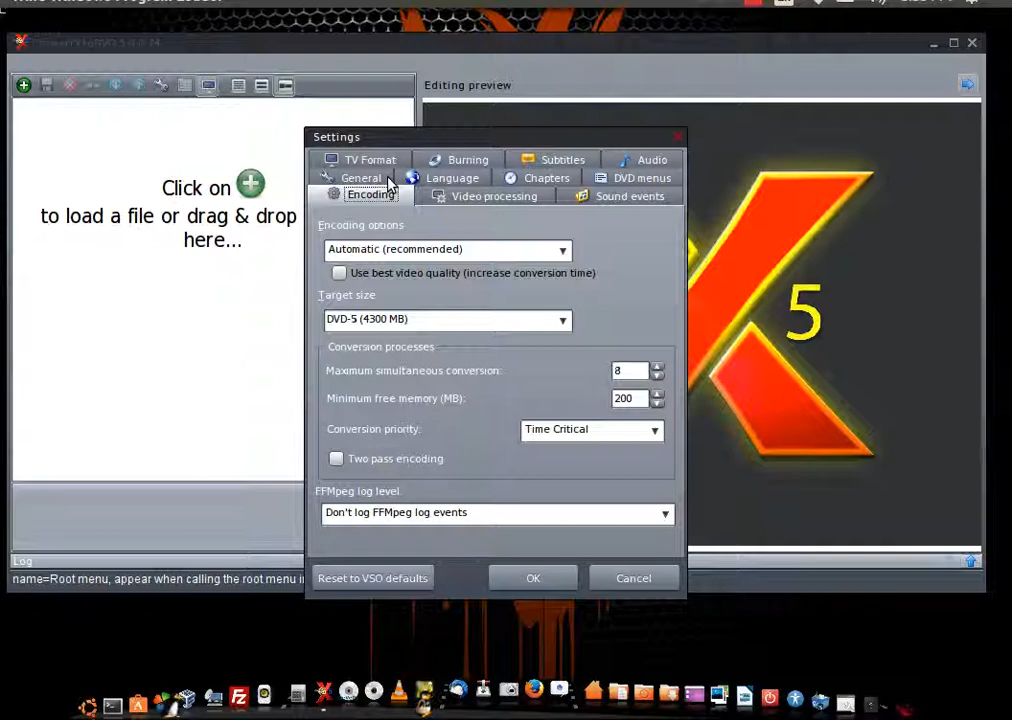 Editing preview
Click on
to load a file or drag & drop
here...
Settings
TV Format
Burning
Subtitles
Audio
General
Language
Chapters
DVD menus
Encoding
Video processing
Sound events
Encoding options
Automatic (recommended)
Use best video quality (increase conversion time)
Target size
DVD-5 (4300 MB)
Conversion processes
Maximum simultaneous conversion:
8
Minimum free memory (MB):
200
Conversion priority:
Time Critical
Two pass encoding
FFMpeg log level
Don't log FFMpeg log events
Reset to VSO defaults
OK
Cancel
5
Log
name=Root menu, appear when calling the root menu